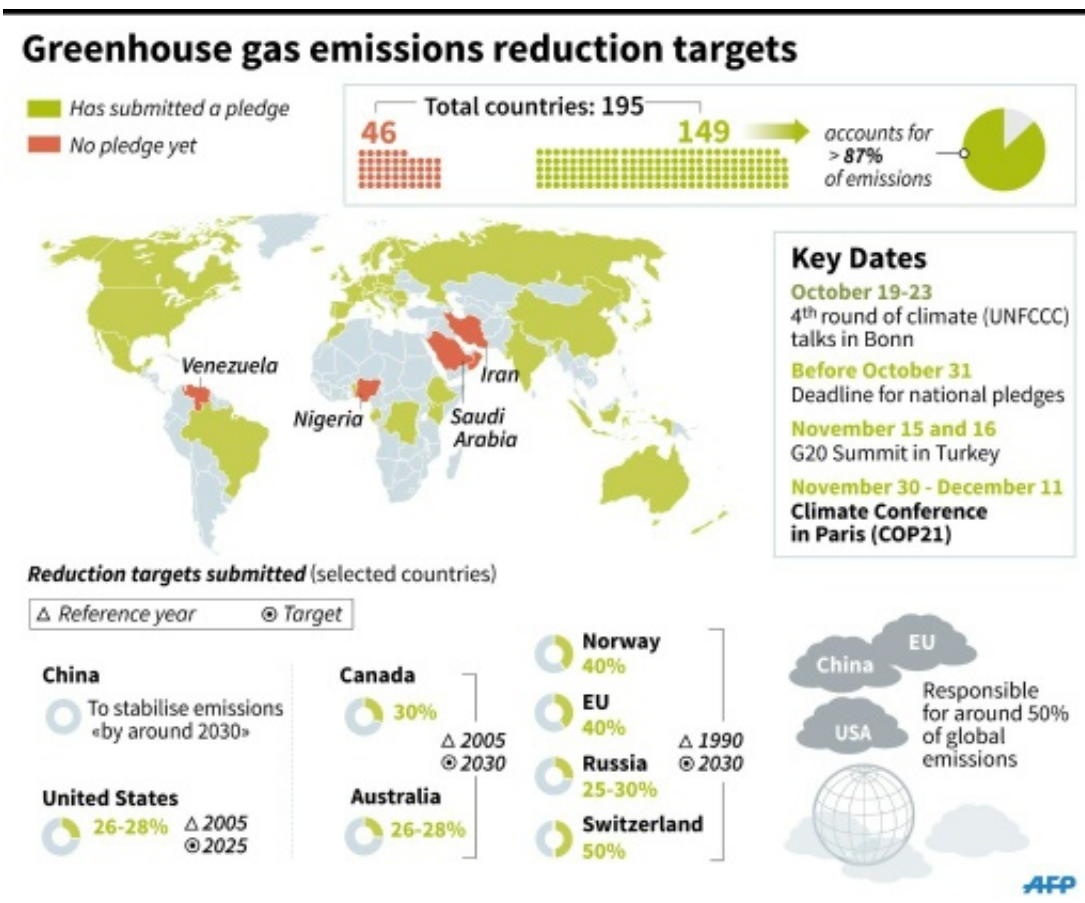 Greenhouse gas emissions reduction targets
Has submitted a pledge
No pledge yet
Total countries: 195
46
149
accounts for
> 87%
of emissions
Venezuela
Nigeria
Saudi
Arabia
Iran
Key Dates
October 19-23
4th round of climate (UNFCCC)
talks in Bonn
Before October 31
Deadline for national pledges
November 15 and 16
G20 Summit in Turkey
November 30 - December 11
Climate Conference
in Paris (COP21)
Reduction targets submitted (selected countries)
△ Reference year
⦿ Target
China
To stabilise emissions
«by around 2030»
United States
26-28%
△ 2005
⦿ 2025
Canada
30%
Australia
26-28%
△ 2005
⦿ 2030
Norway
40%
EU
40%
Russia
25-30%
Switzerland
50%
△ 1990
⦿ 2030
China
EU
USA
Responsible
for around 50%
of global
emissions
AFP